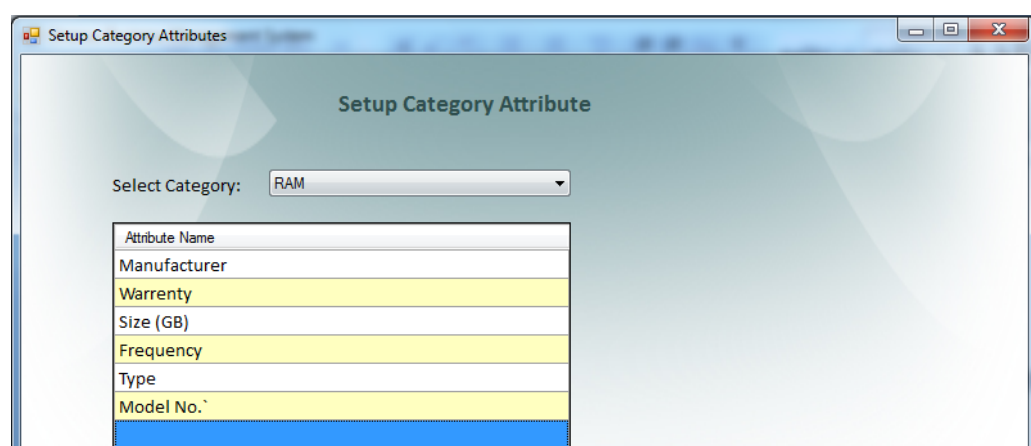 Setup Category Attributes
Setup Category Attribute
Select Category: RAM
Attribute Name
Manufacturer
Warrenty
Size (GB)
Frequency
Type
Model No.`